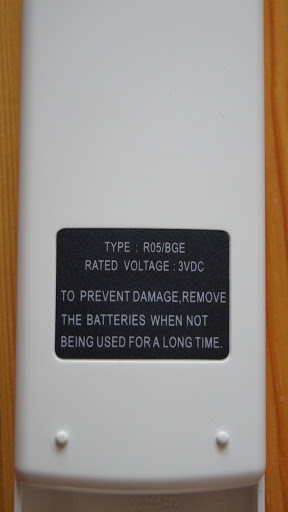 TYPE : R05/BGE
RATED VOLTAGE : 3VDC
TO PREVENT DAMAGE,REMOVE
THE BATTERIES WHEN NOT
BEING USED FOR A LONG TIME.